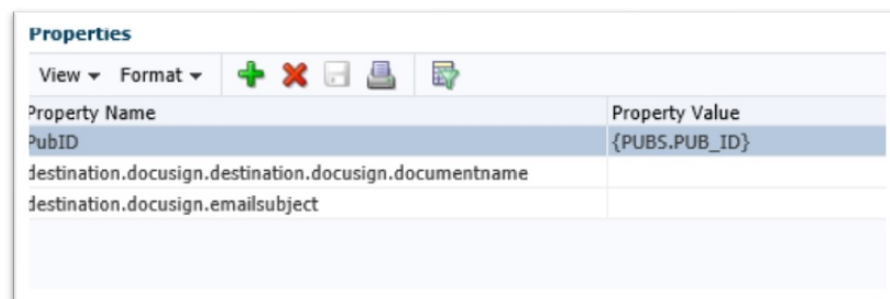 Properties
View Format
Property Name Property Value
PubID {PUBS.PUB_ID}
destination.docusign.destination.docusign.documentname
destination.docusign.emailsubject